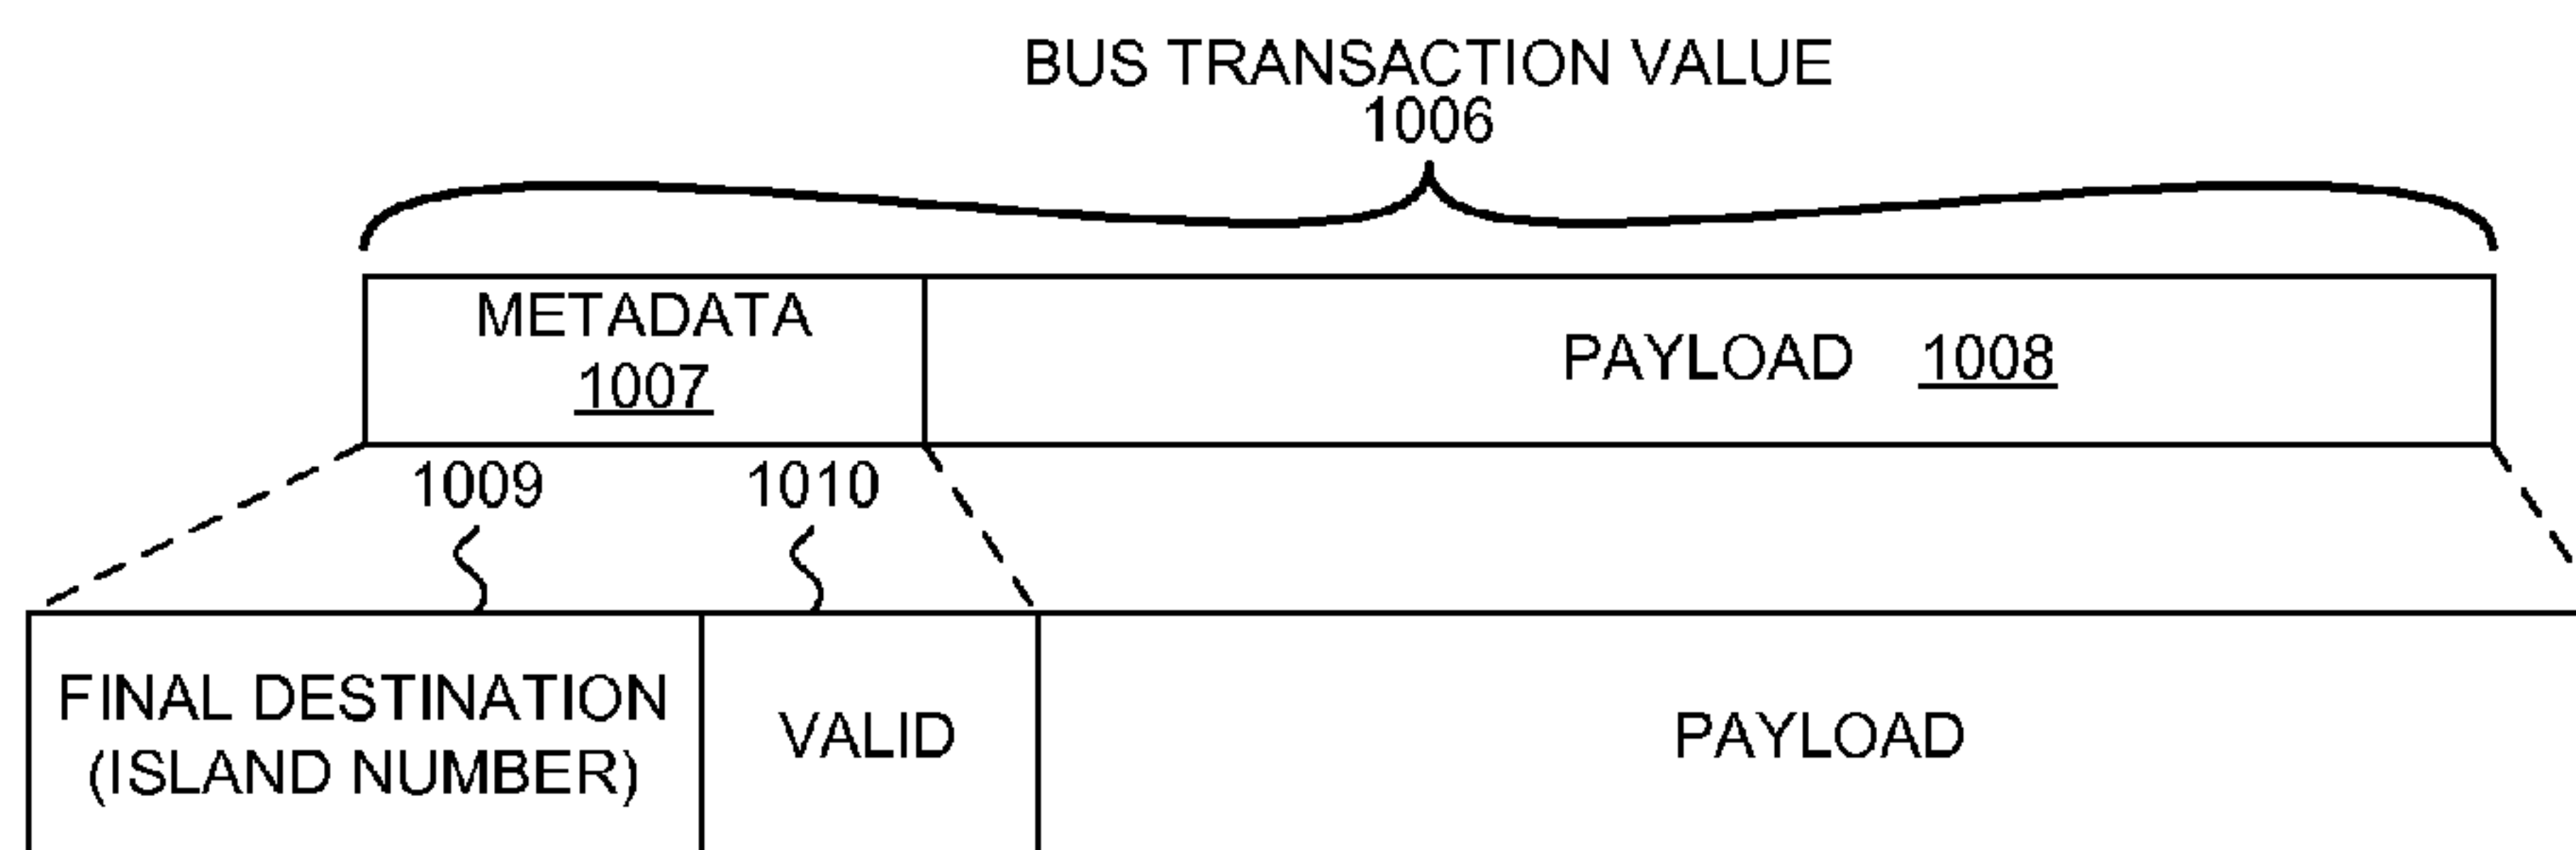 BUS TRANSACTION VALUE
1006
METADATA
1007
PAYLOAD 1008
1009 1010
FINAL DESTINATION
(ISLAND NUMBER)
VALID
PAYLOAD